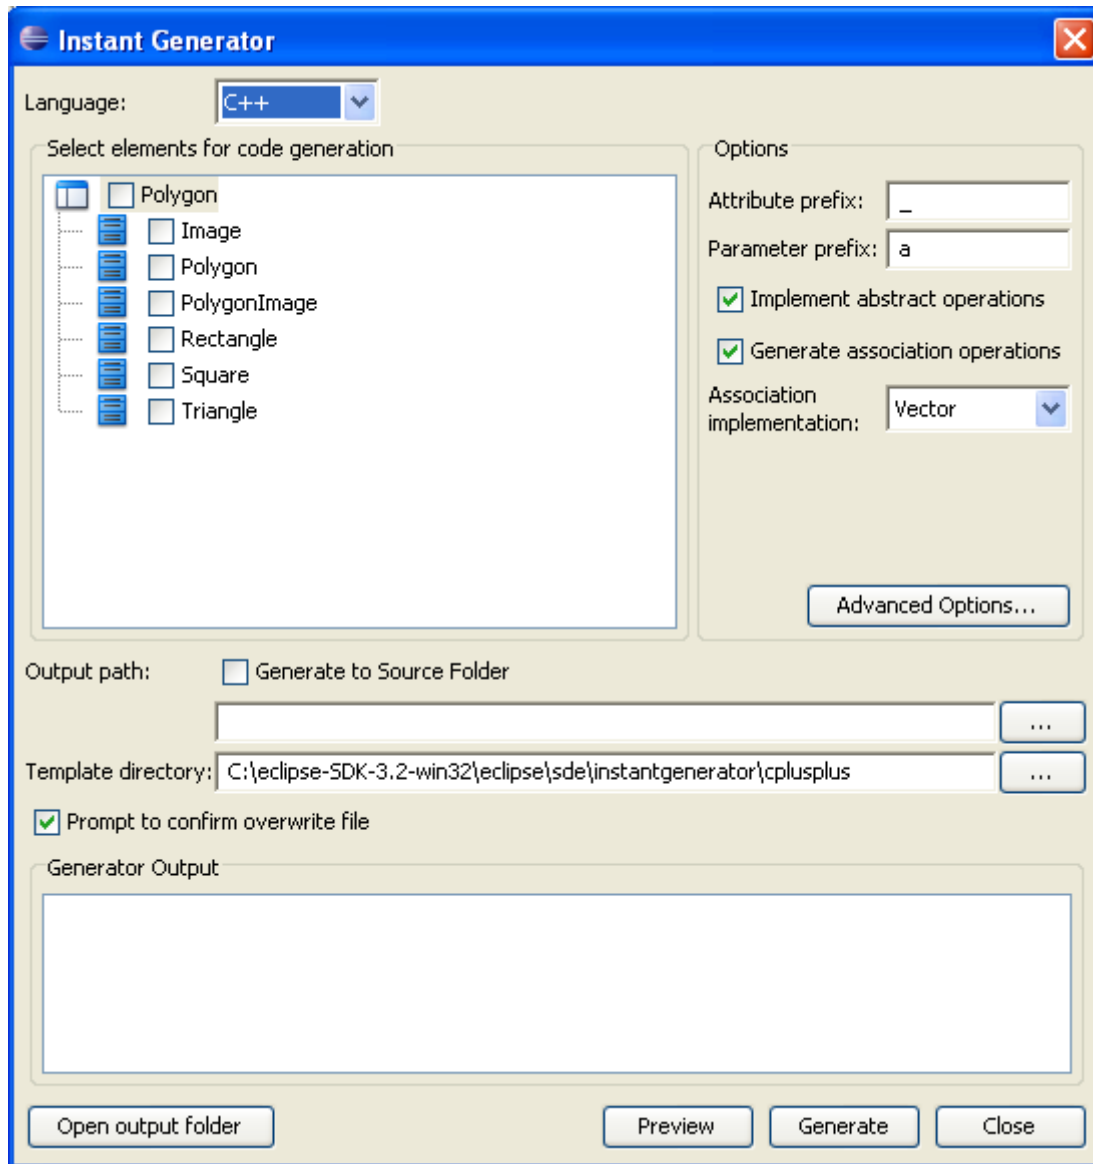 Instant Generator
Language: C++
Select elements for code generation
Polygon
Image
Polygon
PolygonImage
Rectangle
Square
Triangle
Options
Attribute prefix: _
Parameter prefix: a
Implement abstract operations
Generate association operations
Association
implementation: Vector
Advanced Options...
Output path: Generate to Source Folder
...
Template directory: C:\eclipse-SDK-3.2-win32\eclipse\sde\instantgenerator\cplusplus ...
Prompt to confirm overwrite file
Generator Output
Open output folder Preview Generate Close